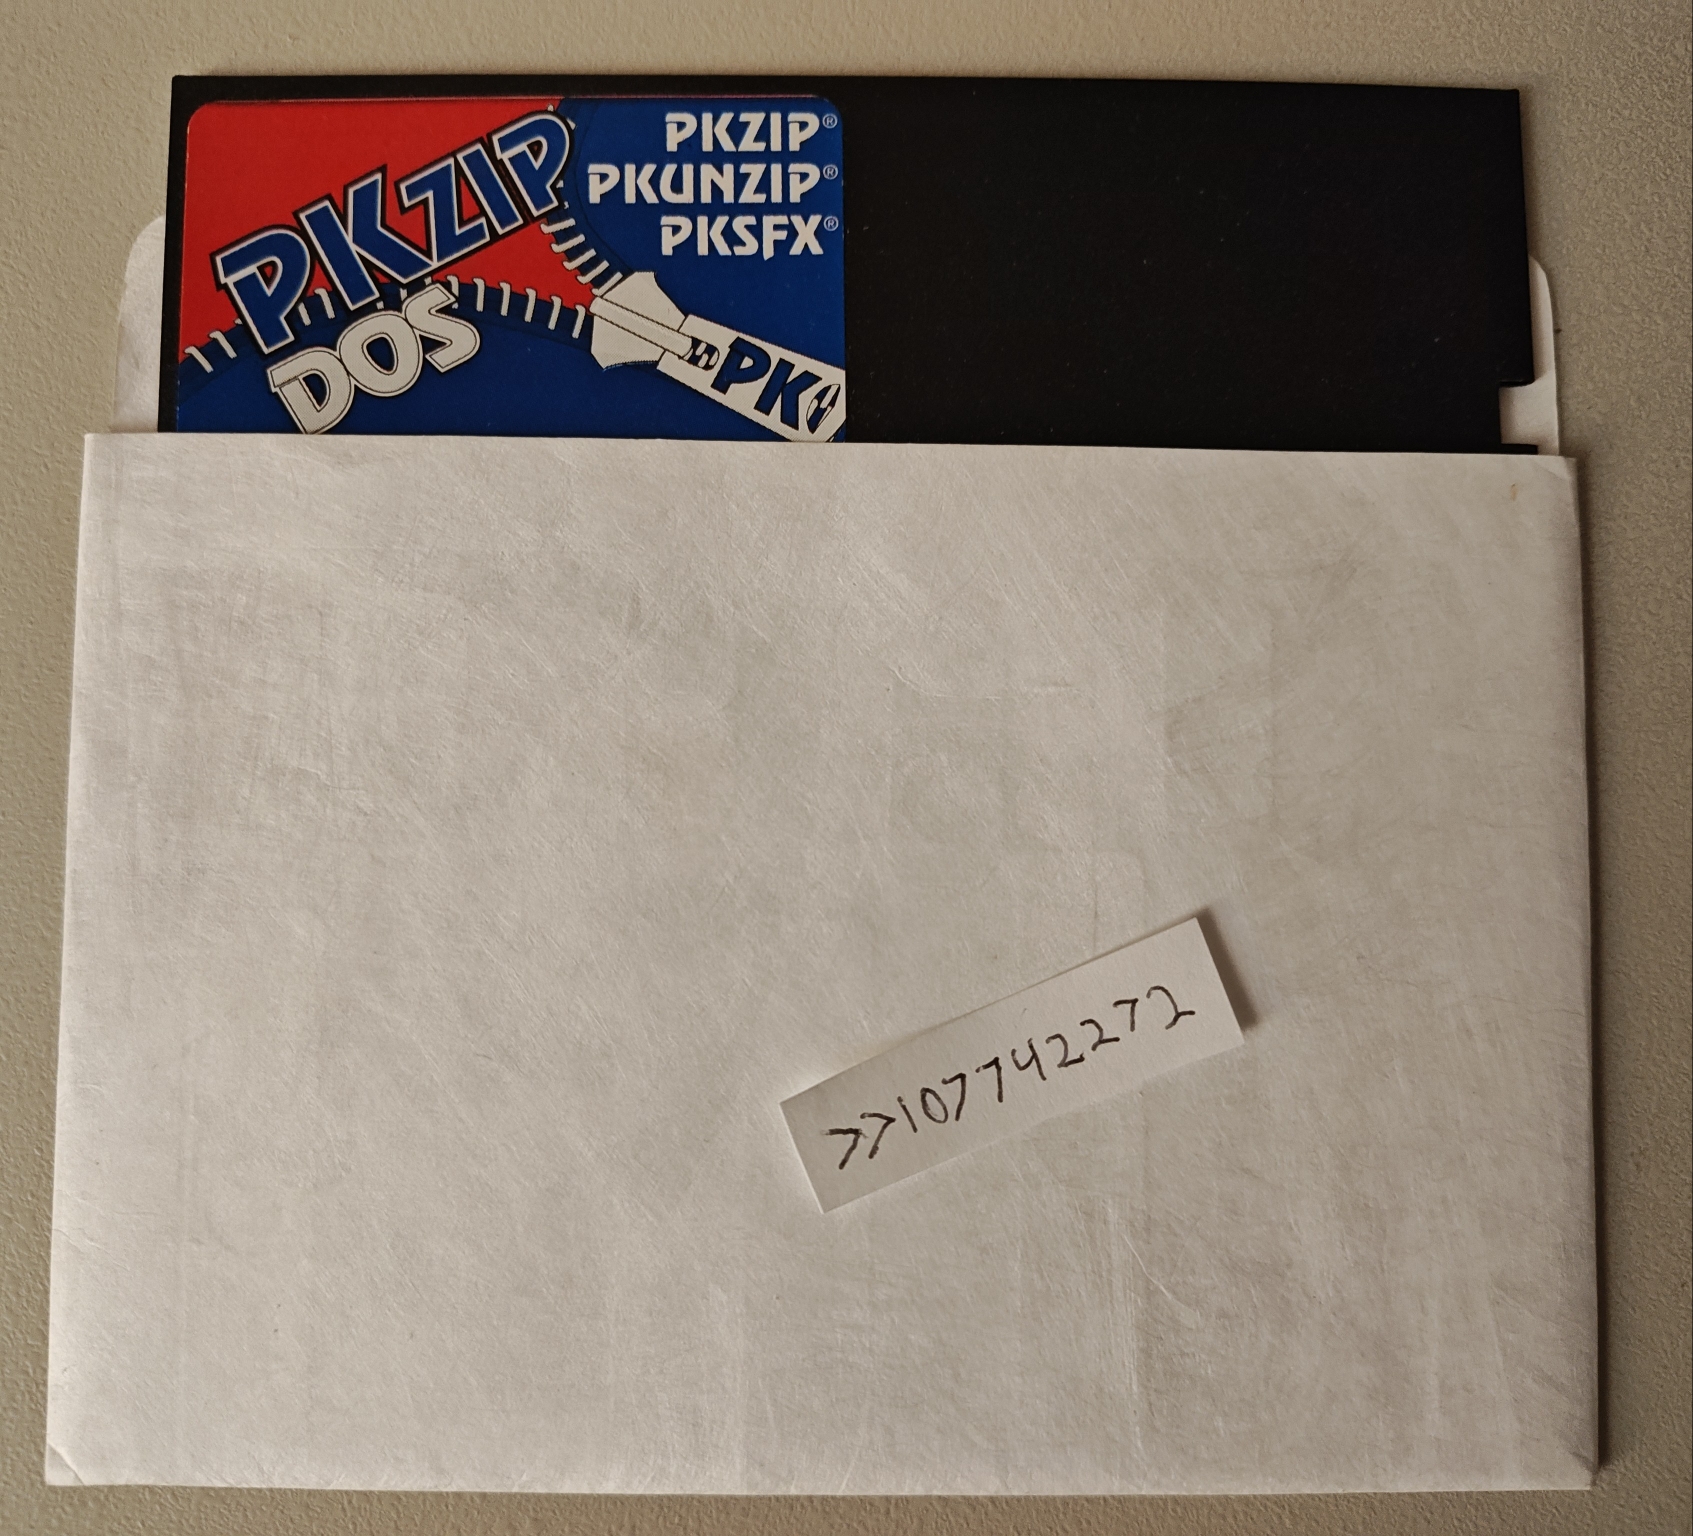 PKZIP
DOS
PKZIP®
PKUNZIP®
PKSFX®
PK
>>107742272